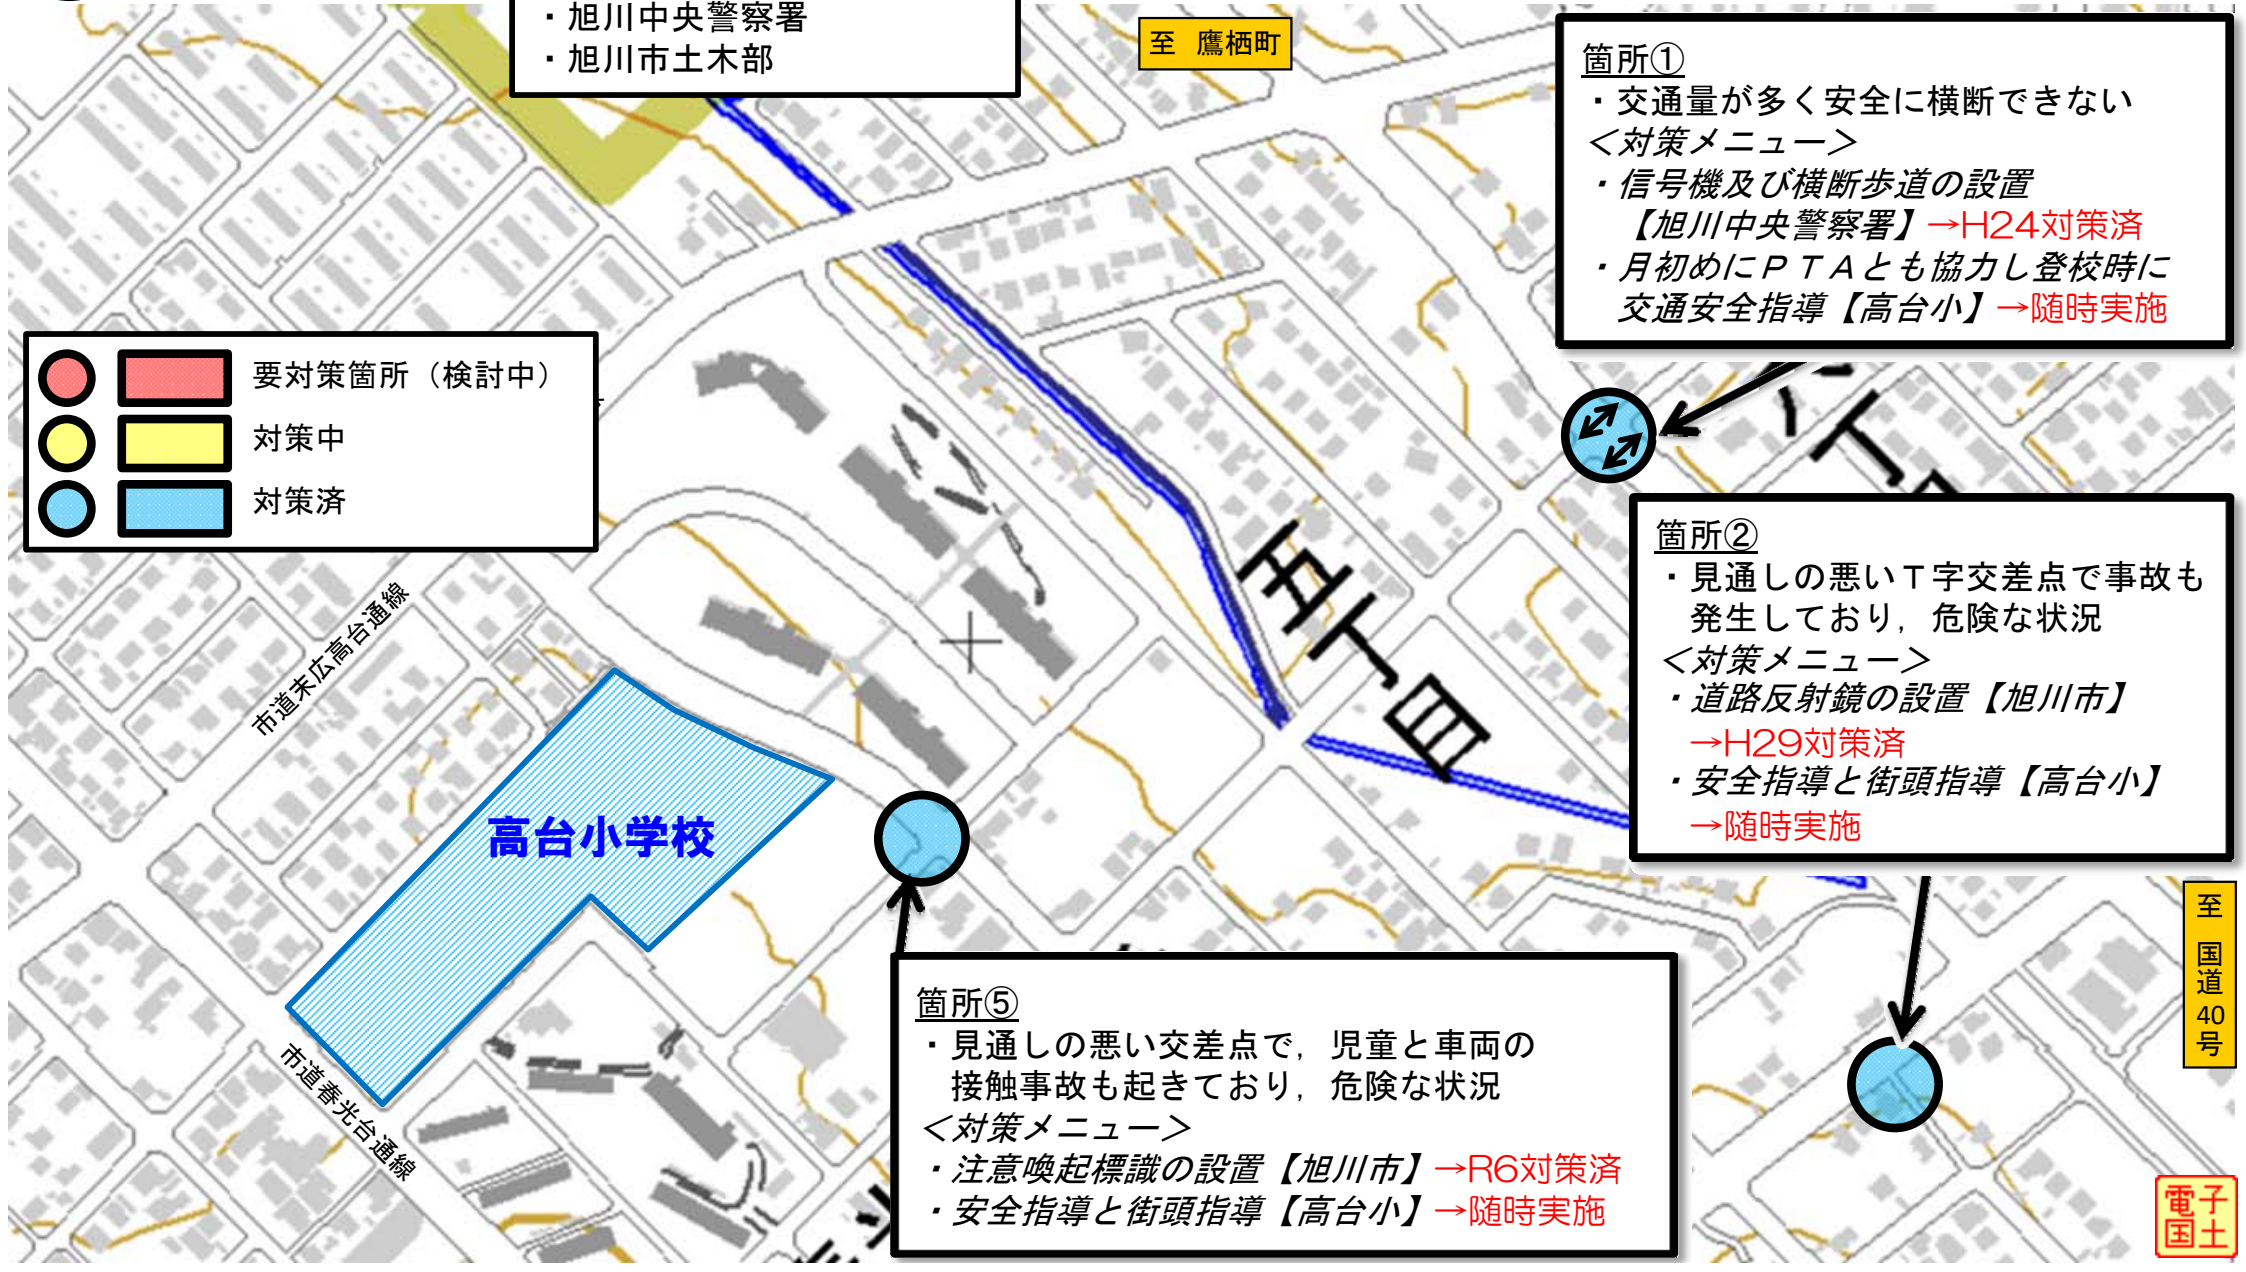 ・旭川中央警察署
・旭川市土木部
至 鷹栖町
箇所①
・交通量が多く安全に横断できない
＜対策メニュー＞
・信号機及び横断歩道の設置
【旭川中央警察署】→H24対策済
・月初めにＰＴＡとも協力し登校時に
交通安全指導【高台小】→随時実施
要対策箇所（検討中）
対策中
対策済
箇所②
・見通しの悪いＴ字交差点で事故も
発生しており，危険な状況
＜対策メニュー＞
・道路反射鏡の設置【旭川市】
→H29対策済
・安全指導と街頭指導【高台小】
→随時実施
五丁目
市道末広高台通線
高台小学校
市道春光台通線
至 国道40号
箇所⑤
・見通しの悪い交差点で，児童と車両の
接触事故も起きており，危険な状況
＜対策メニュー＞
・注意喚起標識の設置【旭川市】→R6対策済
・安全指導と街頭指導【高台小】→随時実施
電子
国土